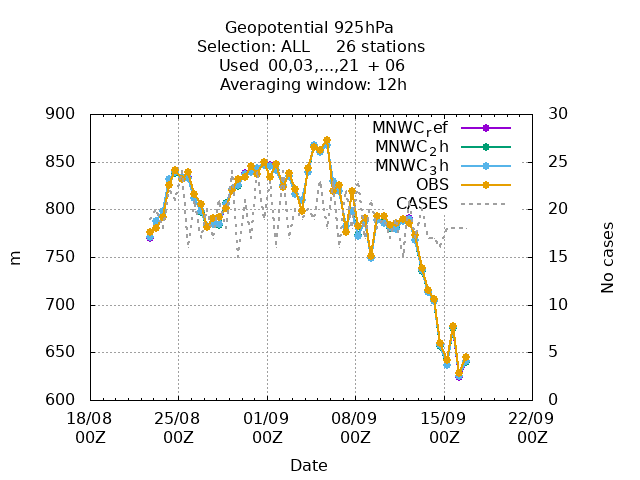 Geopotential 925hPa
Selection: ALL     26 stations
Used  00,03,...,21  + 06
Averaging window: 12h
900
850
800
750
700
650
600
30
25
20
15
10
5
0
MNWC_ref
MNWC_2h
MNWC_3h
OBS
CASES
m
No cases
18/08 25/08 01/09 08/09 15/09 22/09
00Z 00Z 00Z 00Z 00Z 00Z
Date